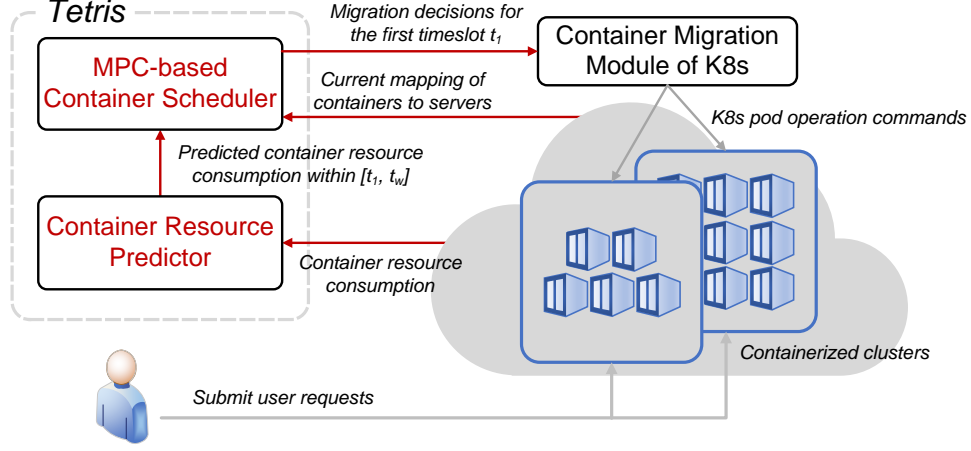 Tetris
Migration decisions for
the first timeslot t1
MPC-based
Container Scheduler
Container Migration
Module of K8s
Current mapping of
containers to servers
K8s pod operation commands
Predicted container resource
consumption within [t1, tw]
Container Resource
Predictor
Container resource
consumption
Containerized clusters
Submit user requests